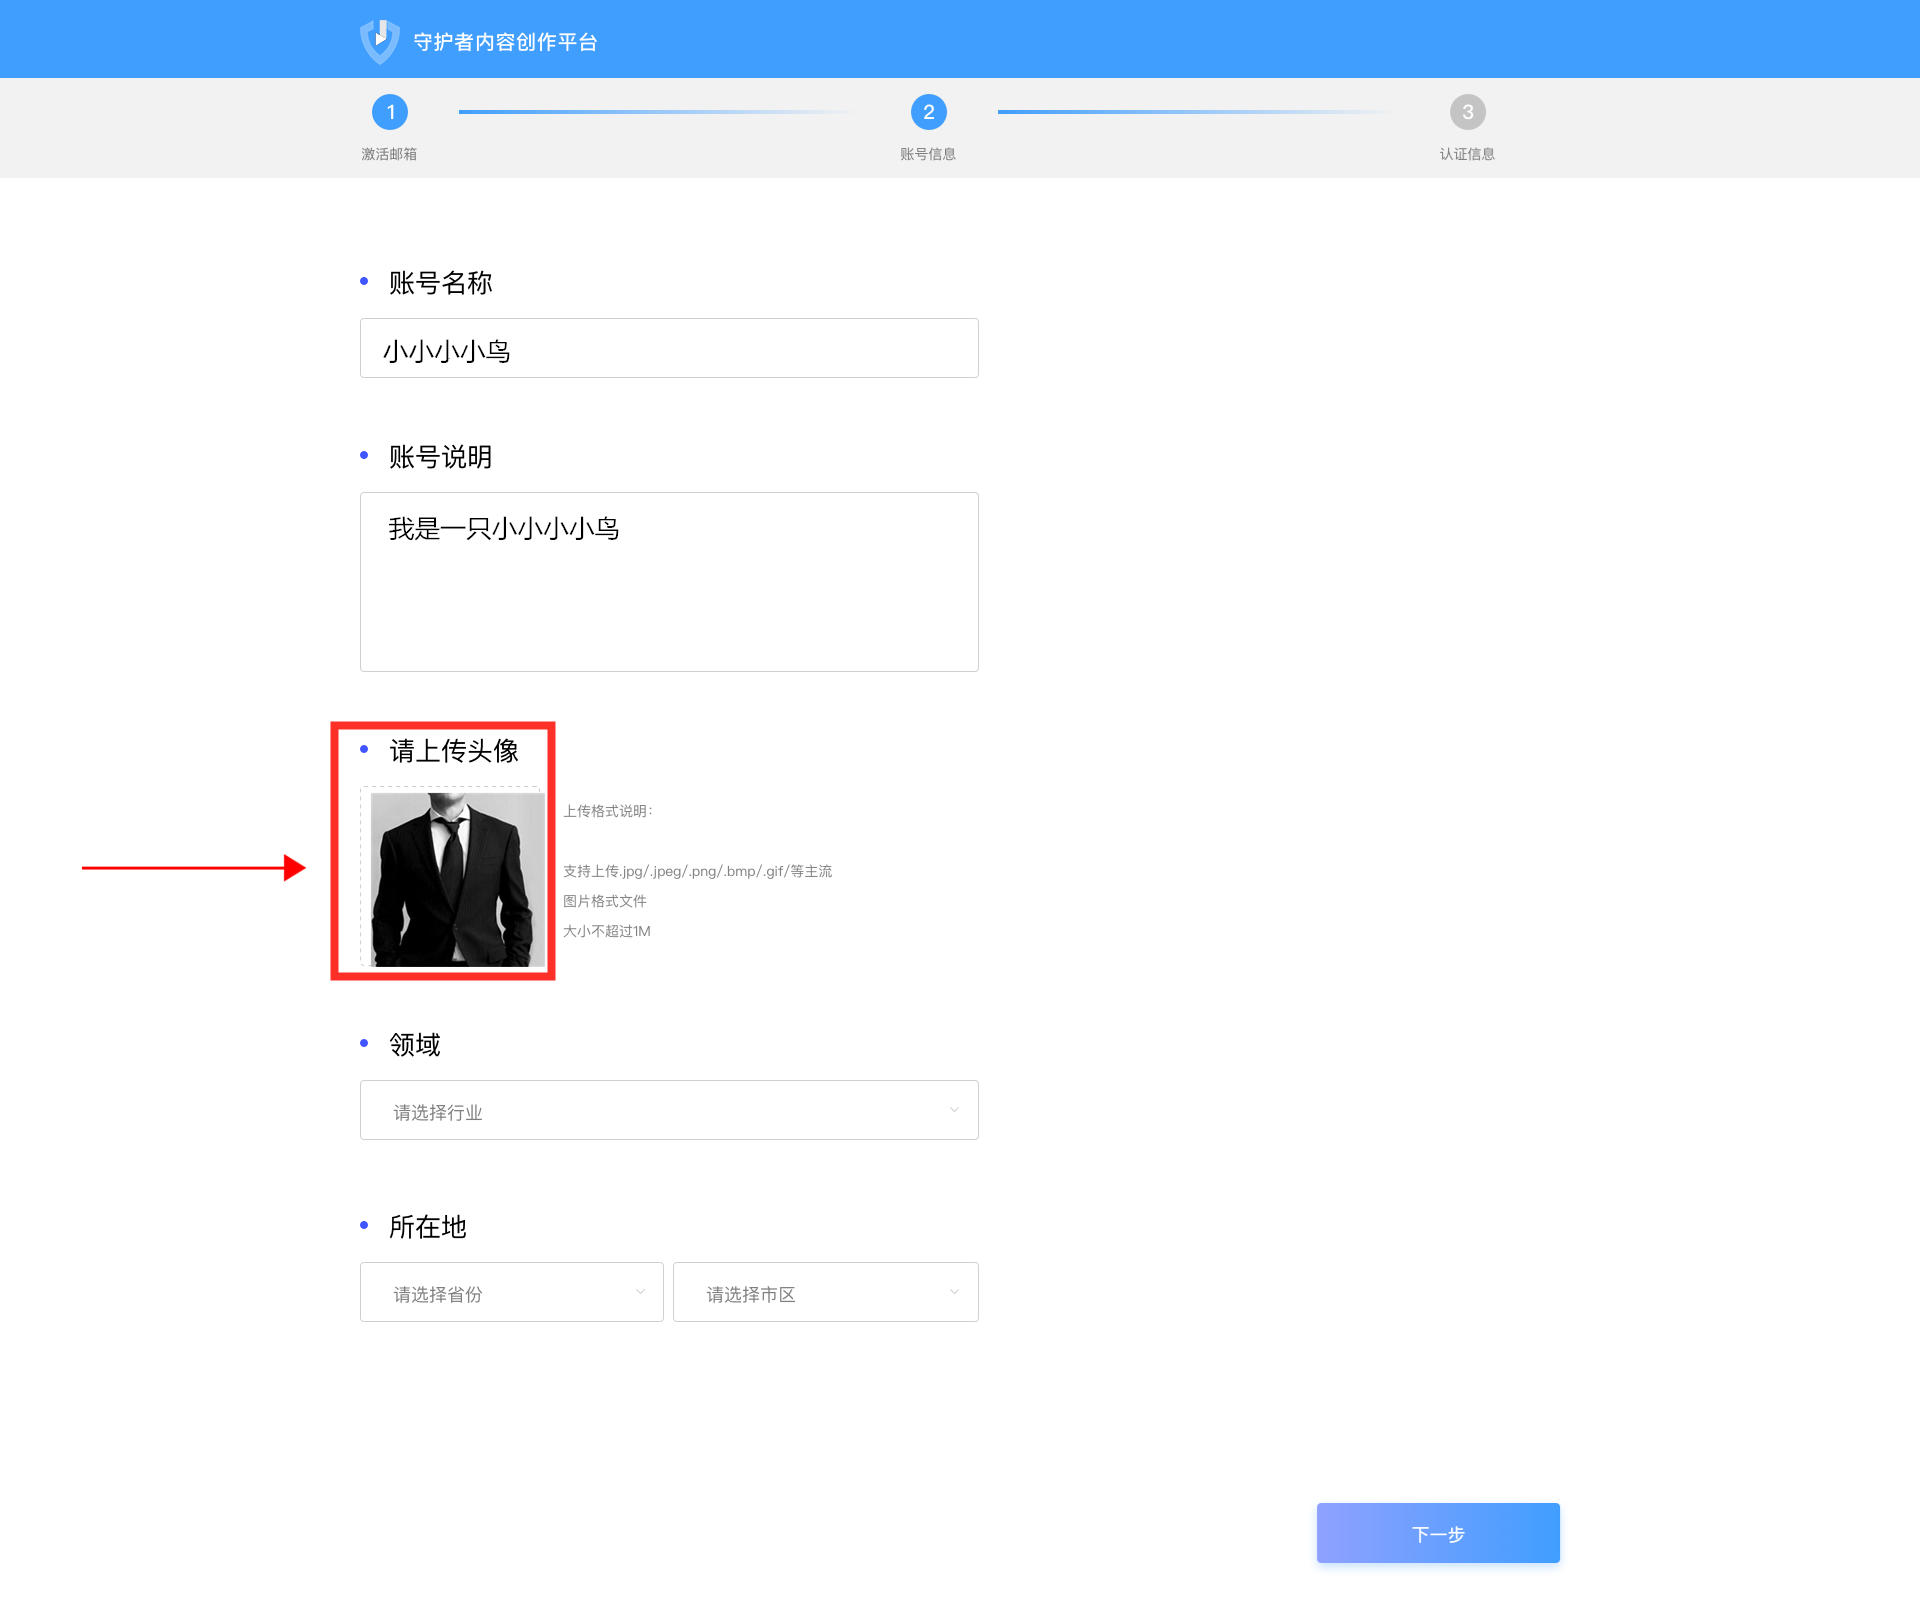 守护者内容创作平台
1
2
3
激活邮箱
账号信息
认证信息
账号名称
小小小小鸟
账号说明
我是一只小小小小鸟
请上传头像
上传格式说明：
支持上传.jpg/.jpeg/.png/.bmp/.gif/等主流
图片格式文件
大小不超过1M
领域
请选择行业
所在地
请选择省份
请选择市区
下一步